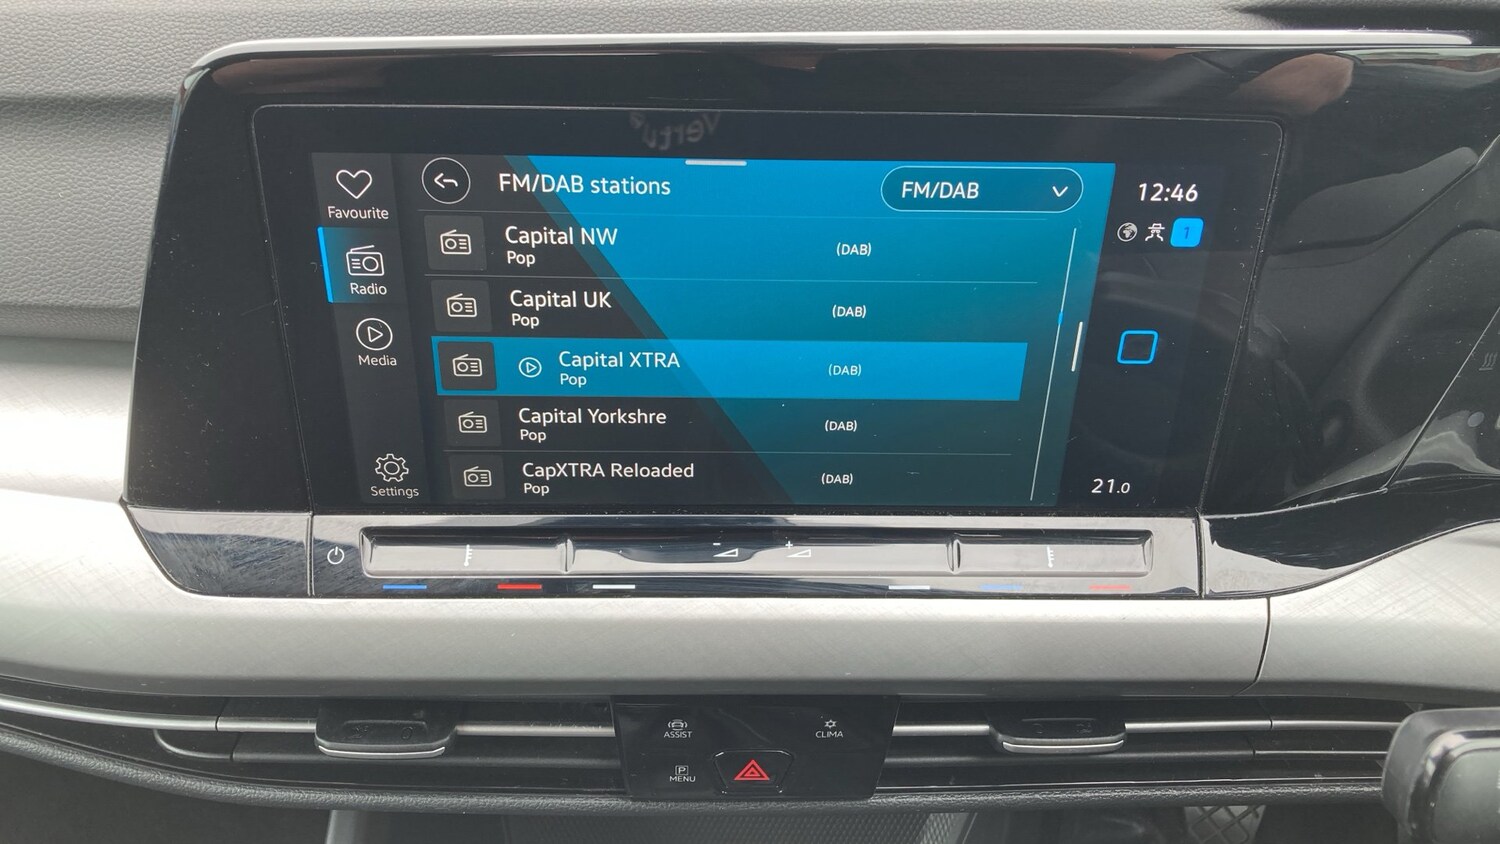 FM/DAB stations
FM/DAB
12:46
1
Favourite
Radio
Media
Settings
Capital NW
Pop
(DAB)
Capital UK
Pop
(DAB)
Capital XTRA
Pop
(DAB)
Capital Yorkshre
Pop
(DAB)
CapXTRA Reloaded
Pop
(DAB)
21.0
- +
ASSIST
CLIMA
P
MENU